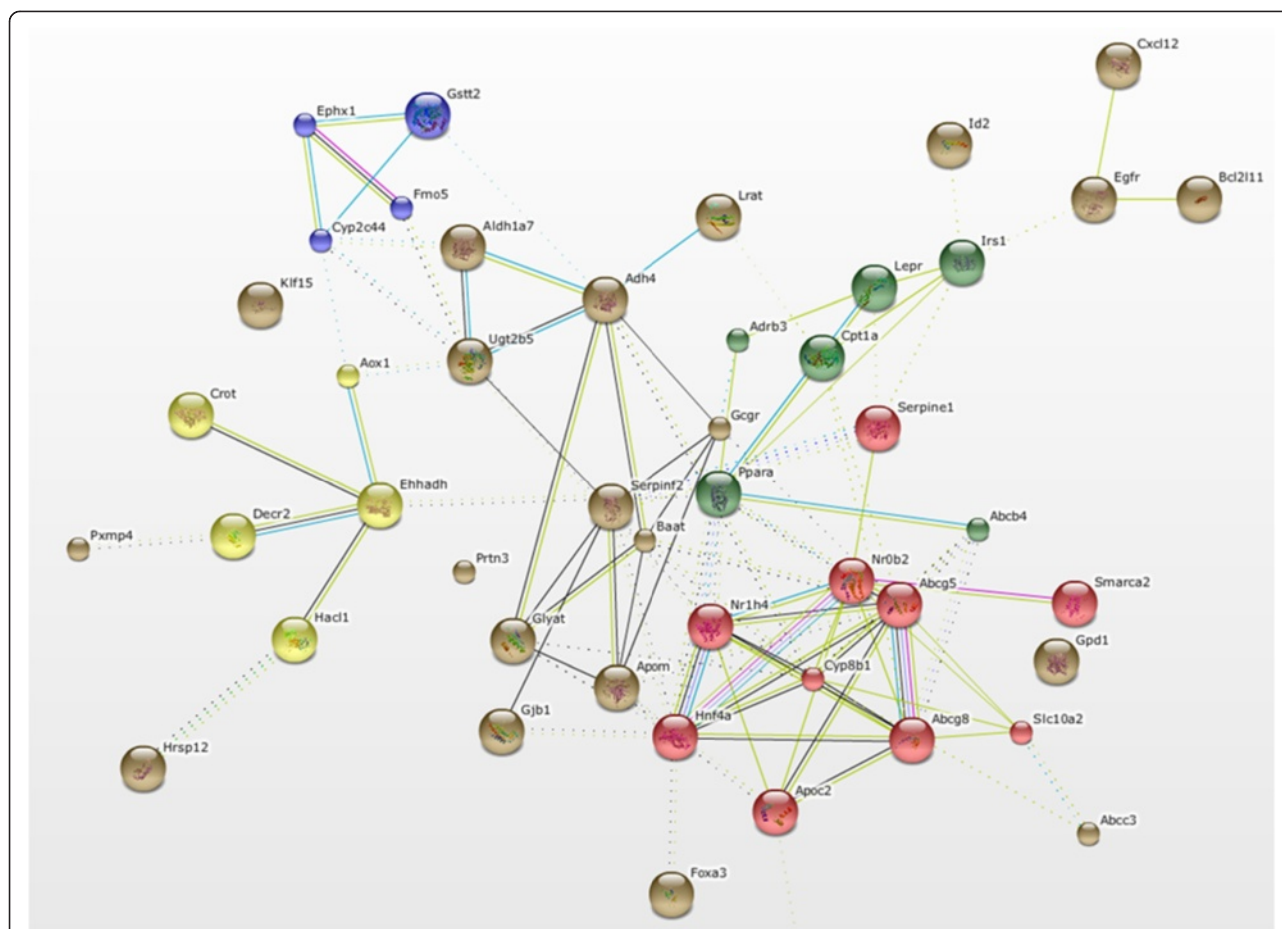 Cxcl12
Gstt2
Ephx1
Id2
Egfr
Bcl2l11
Fmo5
Lrat
Cyp2c44
Aldh1a7
Irs1
Lepr
Klf15
Adh4
Adrb3
Cpt1a
Ugt2b5
Aox1
Crot
Gcgr
Serpine1
Ppara
Serpinf2
Ehhadh
Decr2
Abcb4
Pxmp4
Baat
Prtn3
Nr0b2
Abcg5
Smarca2
Nr1h4
Hacl1
Glyat
Gpd1
Cyp8b1
Apom
Gjb1
Hnf4a
Abcg8
Slc10a2
Hrsp12
Apoc2
Abcc3
Foxa3